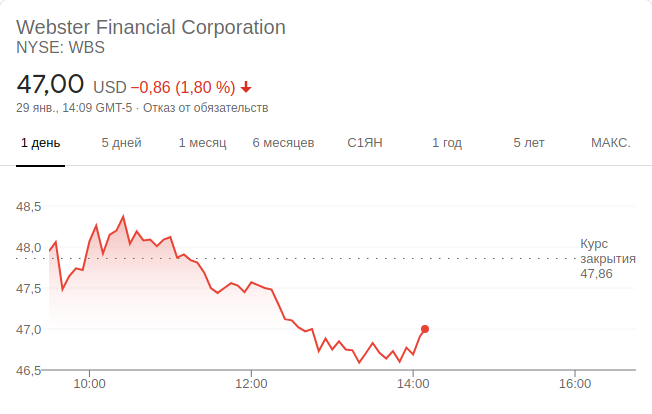 Webster Financial Corporation
NYSE: WBS
47,00 USD −0,86 (1,80 %)
29 янв., 14:09 GMT-5 · Отказ от обязательств
1 день 5 дней 1 месяц 6 месяцев С1ЯН 1 год 5 лет МАКС.
48,5
48,0
47,5
47,0
46,5
Курс
закрытия
47,86
10:00 12:00 14:00 16:00